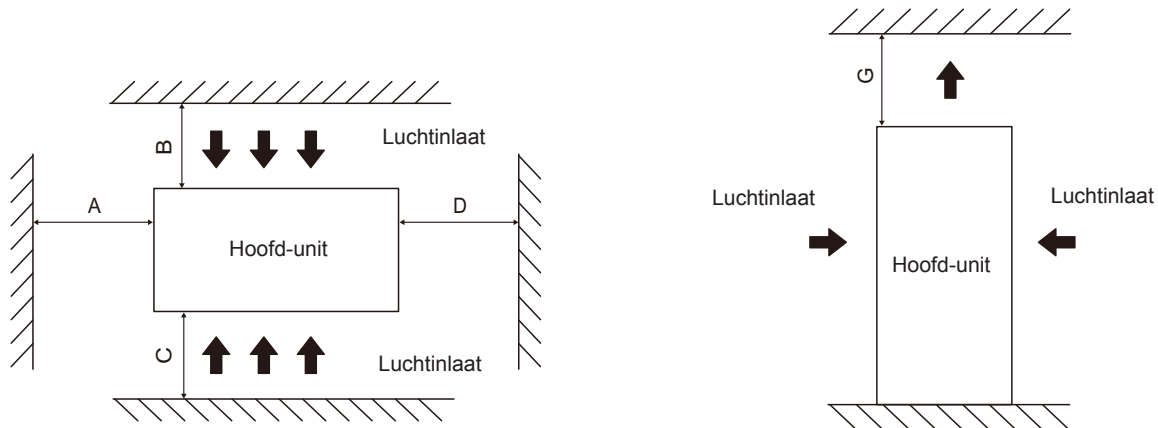 B
Luchtinlaat
A
D
Hoofd-unit
C
Luchtinlaat
G
Luchtinlaat
Luchtinlaat
Hoofd-unit